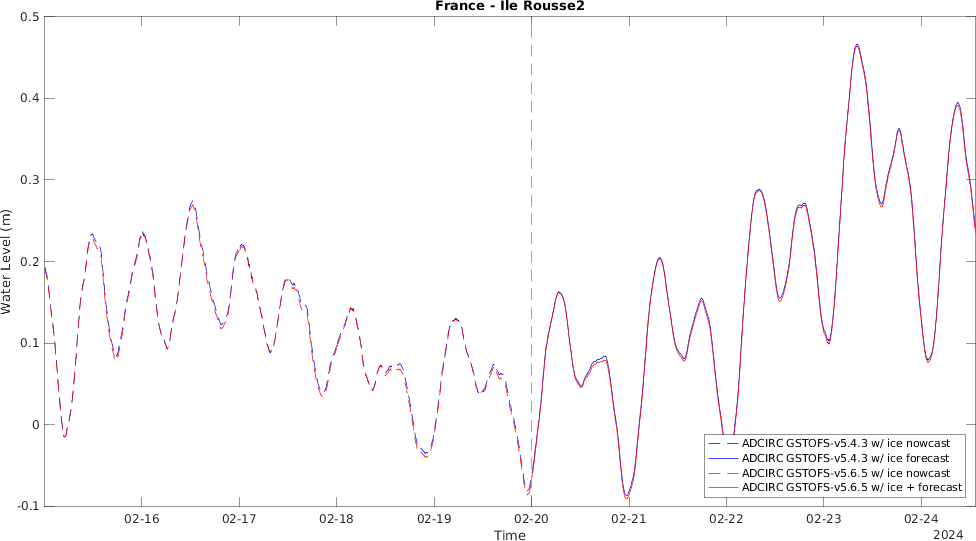 France - Ile Rousse2
0.5
0.4
0.3
0.2
0.1
0
-0.1
Water Level (m)
ADCIRC GSTOFS-v5.4.3 w/ ice nowcast
ADCIRC GSTOFS-v5.4.3 w/ ice forecast
ADCIRC GSTOFS-v5.6.5 w/ ice nowcast
ADCIRC GSTOFS-v5.6.5 w/ ice + forecast
02-16 02-17 02-18 02-19 02-20 02-21 02-22 02-23 02-24
Time
2024